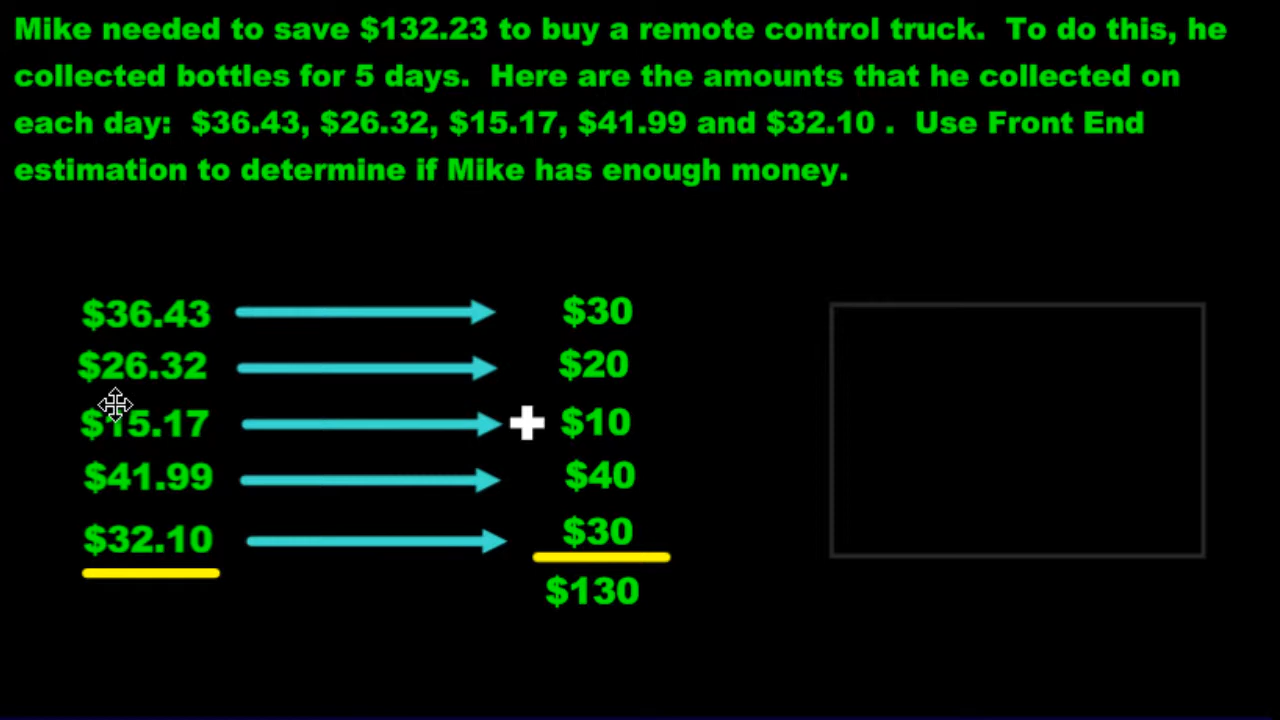 Mike needed to save $132.23 to buy a remote control truck.  To do this, he
collected bottles for 5 days.  Here are the amounts that he collected on
each day:  $36.43, $26.32, $15.17, $41.99 and $32.10 .  Use Front End
estimation to determine if Mike has enough money.
$36.43 $30
$26.32 $20
$15.17 + $10
$41.99 $40
$32.10 $30
$130